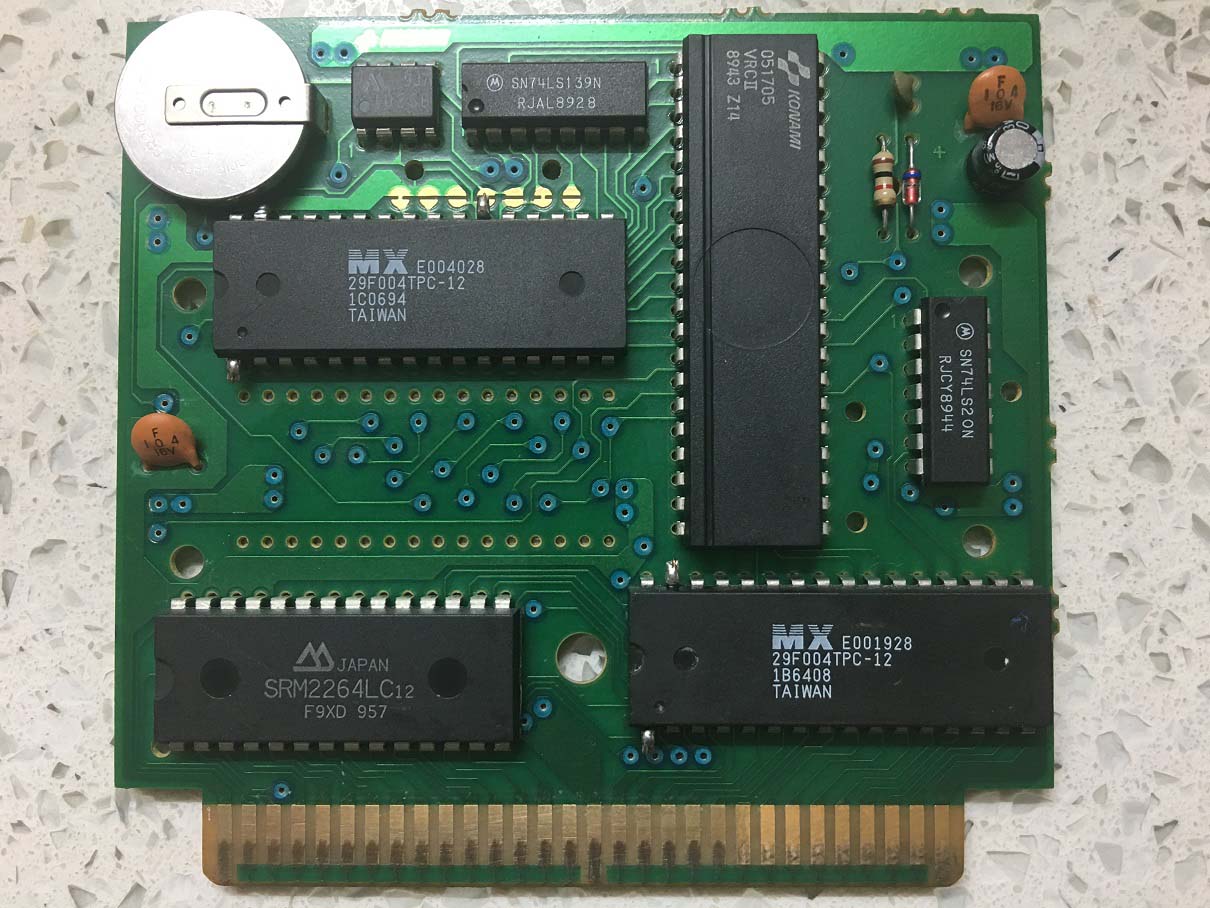 SN74LS139N
RJAL8928
KONAMI
051705
VRCII
8943 Z14
F
104
16V
MX E004028
29F004TPC-12
1C0694
TAIWAN
SN74LS20N
RJCY8944
F
104
16V
MX E001928
29F004TPC-12
1B6408
TAIWAN
JAPAN
SRM2264LC12
F9XD 957